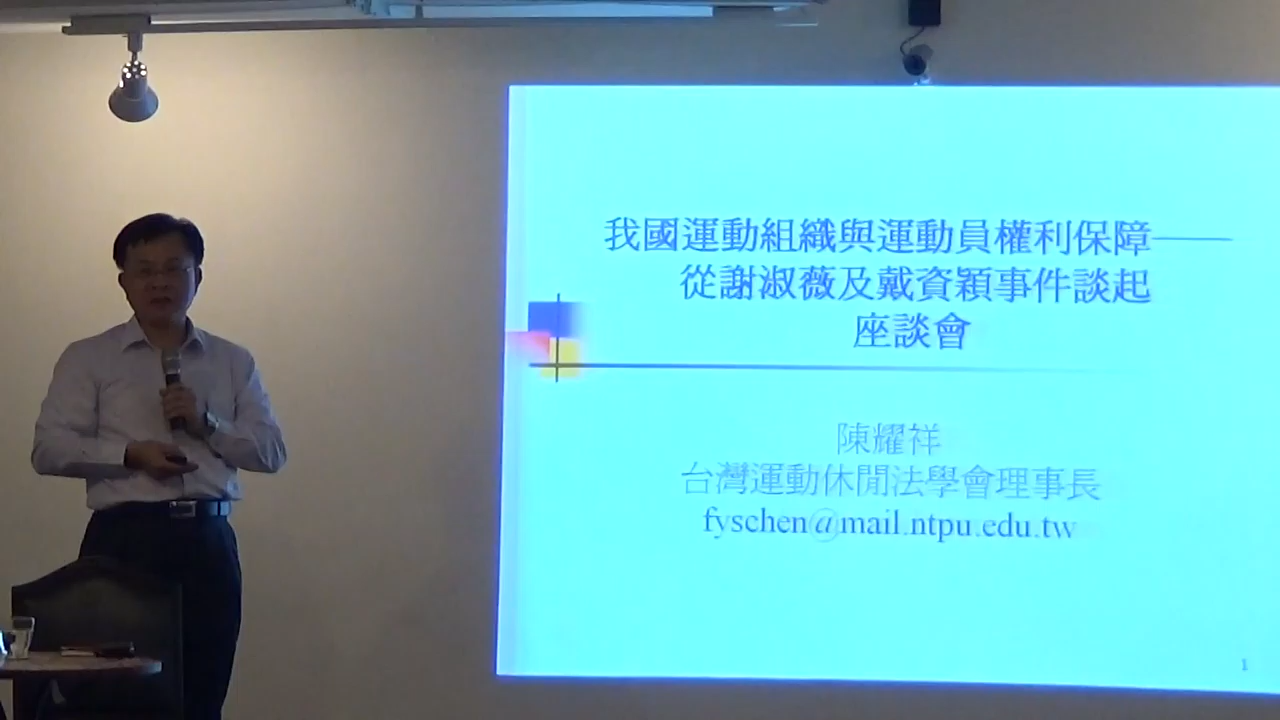 我國運動組織與運動員權利保障——
從謝淑薇及戴資穎事件談起
座談會
陳耀祥
台灣運動休閒法學會理事長
fyschen@mail.ntpu.edu.tw
1